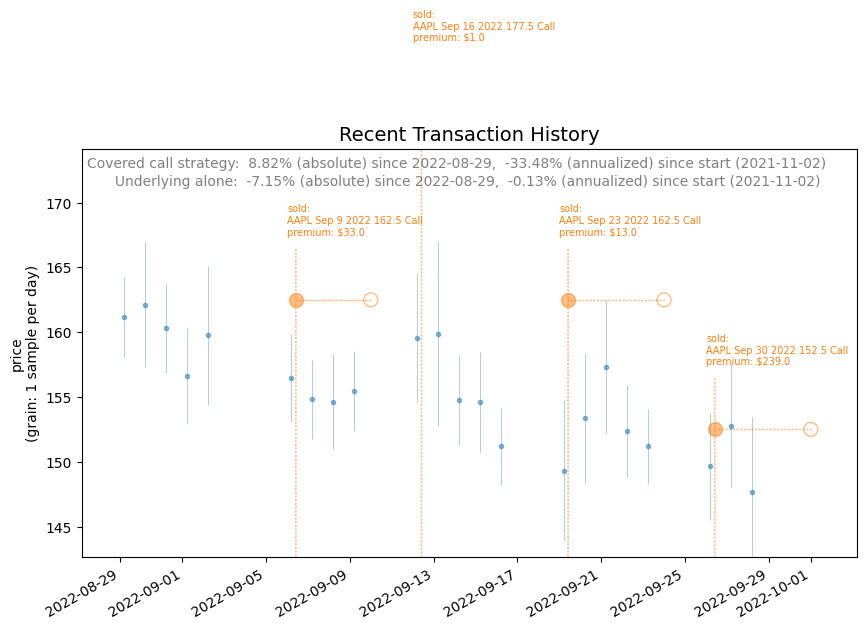 sold:
AAPL Sep 16 2022 177.5 Call
premium: $1.0
Recent Transaction History
Covered call strategy:  8.82% (absolute) since 2022-08-29,  -33.48% (annualized) since start (2021-11-02)
Underlying alone:  -7.15% (absolute) since 2022-08-29,  -0.13% (annualized) since start (2021-11-02)
sold:
AAPL Sep 9 2022 162.5 Call
premium: $33.0
sold:
AAPL Sep 23 2022 162.5 Call
premium: $13.0
sold:
AAPL Sep 30 2022 152.5 Call
premium: $239.0
price
(grain: 1 sample per day)
170
165
160
155
150
145
2022-08-29
2022-09-01
2022-09-05
2022-09-09
2022-09-13
2022-09-17
2022-09-21
2022-09-25
2022-09-29
2022-10-01